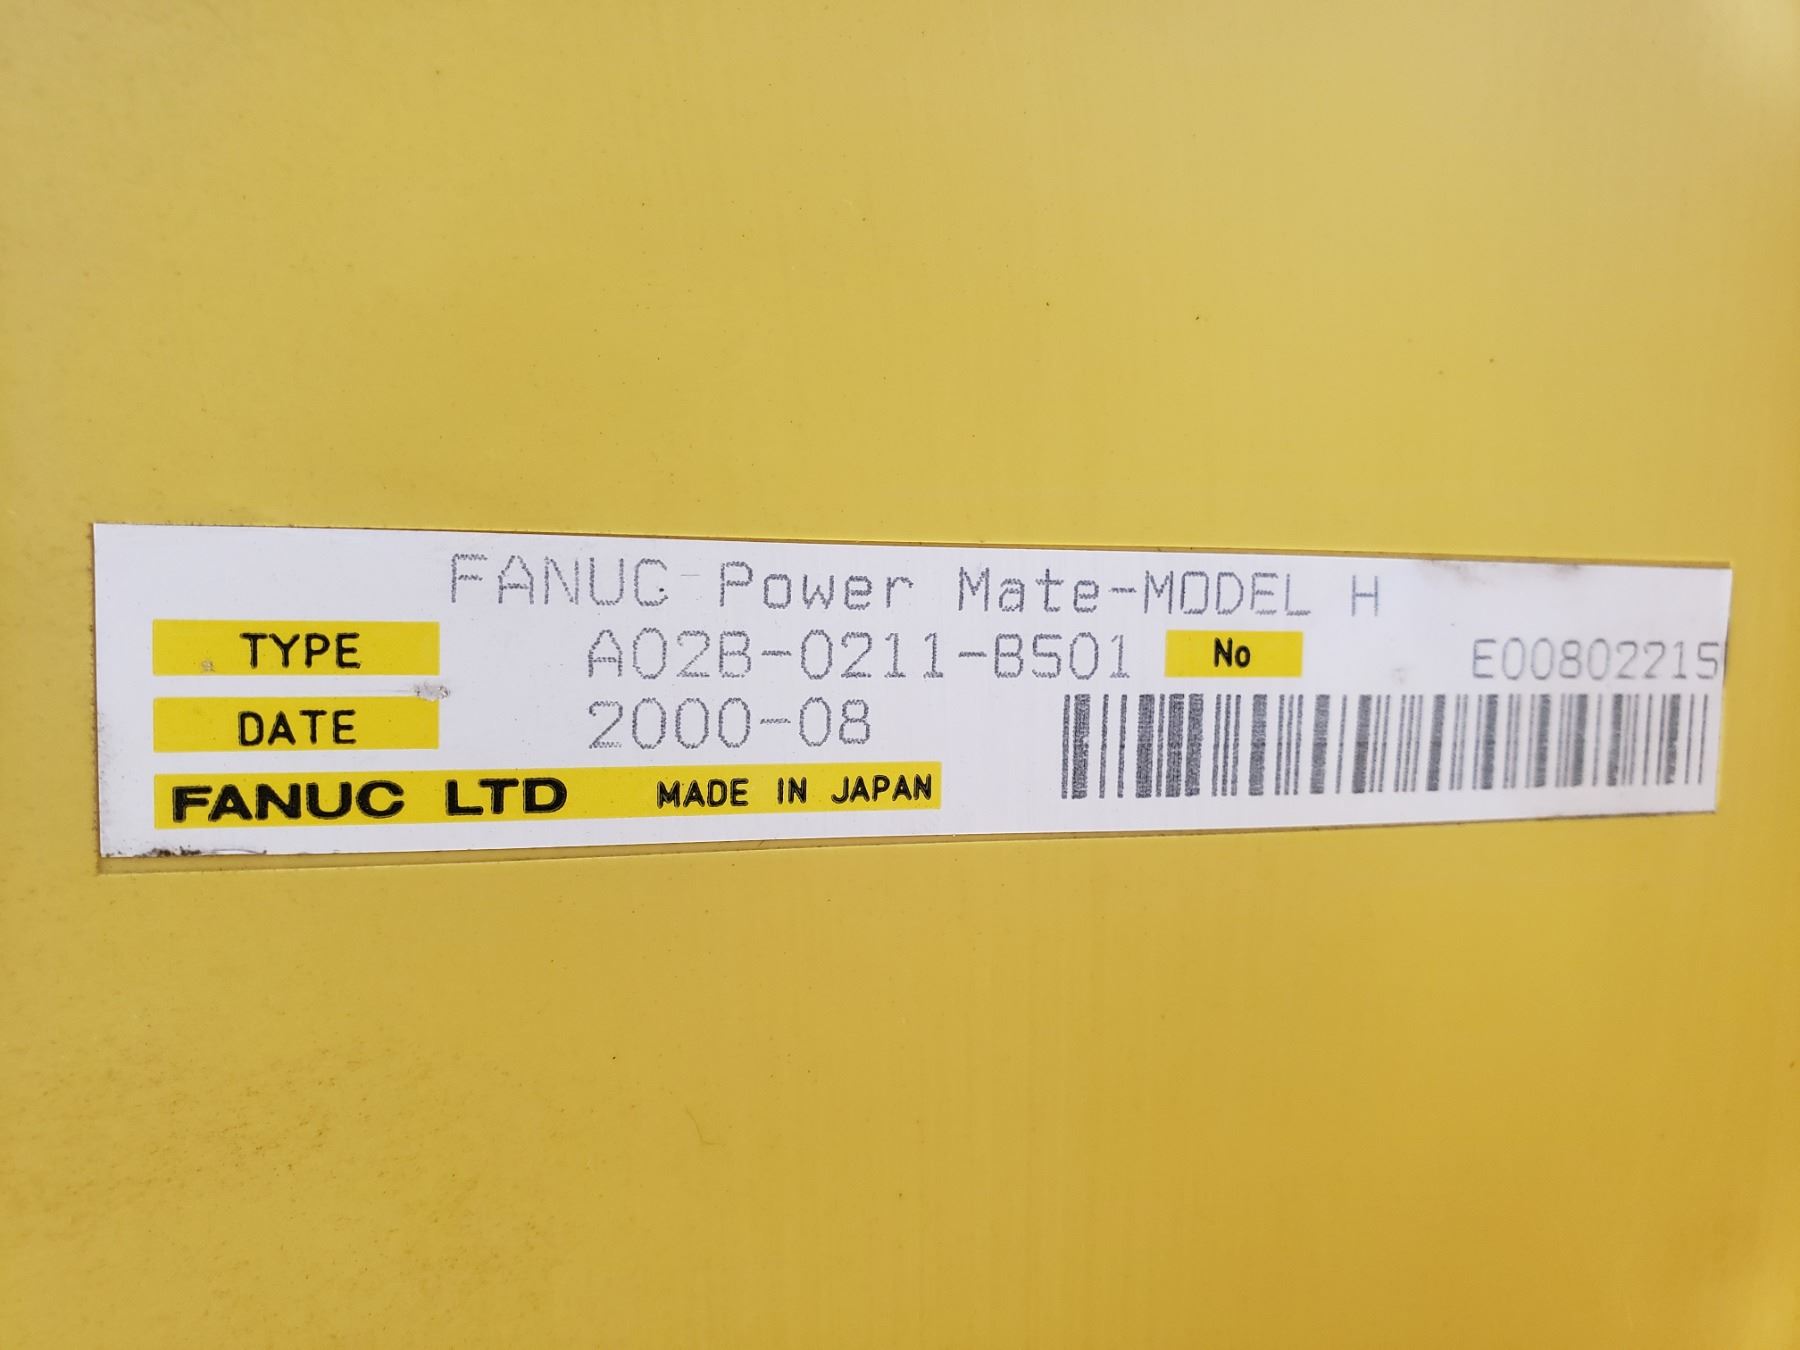 FANUC Power Mate-MODEL H
TYPE A02B-0211-B501 No E00802215
DATE 2000-08
FANUC LTD MADE IN JAPAN